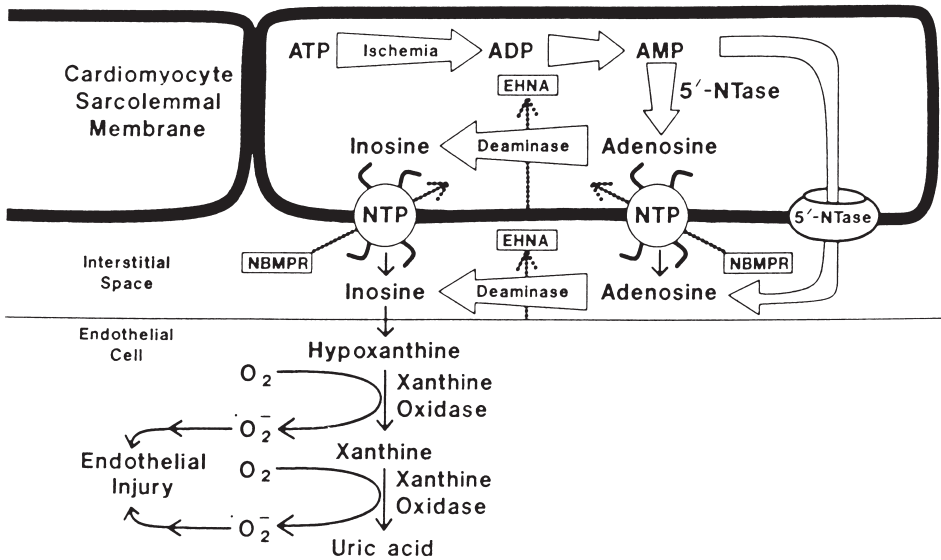 ATP Ischemia ADP AMP
Cardiomyocyte
Sarcolemmal
Membrane
EHNA
5′-NTase
Inosine Deaminase Adenosine
NTP NTP 5′-NTase
NBMPR EHNA NBMPR
Interstitial
Space
Inosine Deaminase Adenosine
Endothelial
Cell
Hypoxanthine
O2 Xanthine
Oxidase
O2−
Xanthine
Endothelial
Injury
O2 Xanthine
Oxidase
O2−
Uric acid